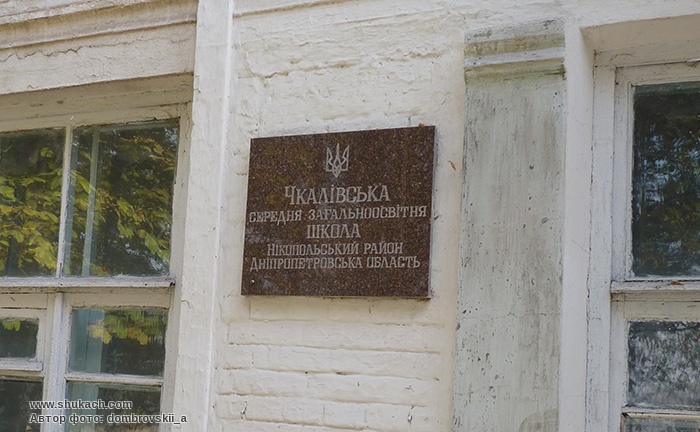 Чкалівська
середня загальноосвітня
школа
Нікопольський район
Дніпропетровська область
www.shukach.com
Автор фото: dombrovskii_a